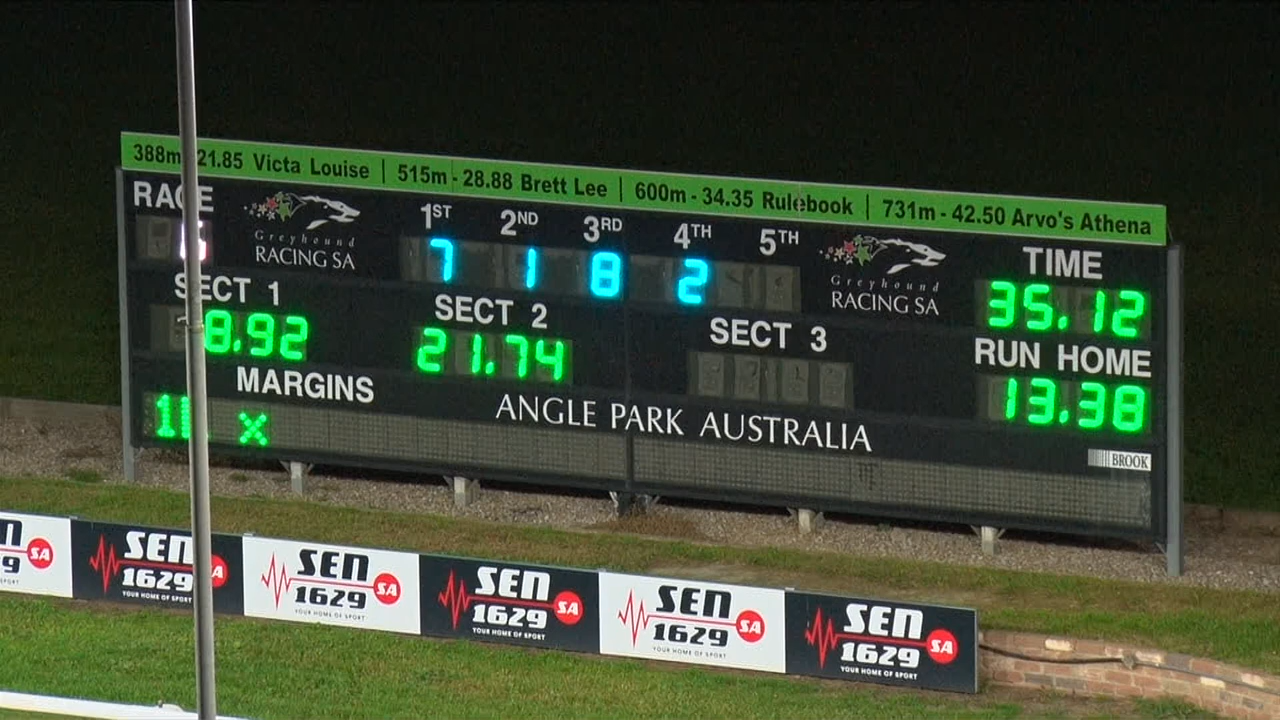 388m 21.85 Victa Louise | 515m - 28.88 Brett Lee | 600m - 34.35 Rulebook | 731m - 42.50 Arvo's Athena
RACE
Greyhound
RACING SA
1ST 2ND 3RD 4TH 5TH
7 1 8 2
Greyhound
RACING SA
TIME
35.12
SECT 1
8.92
SECT 2
21.74
SECT 3
RUN HOME
13.38
MARGINS
x
ANGLE PARK AUSTRALIA
BROOK
SA
SEN
1629
YOUR HOME OF SPORT
SEN SA
1629
YOUR HOME OF SPORT
SEN SA
1629
YOUR HOME OF SPORT
SEN SA
1629
YOUR HOME OF SPORT
SEN SA
1629
YOUR HOME OF SPORT